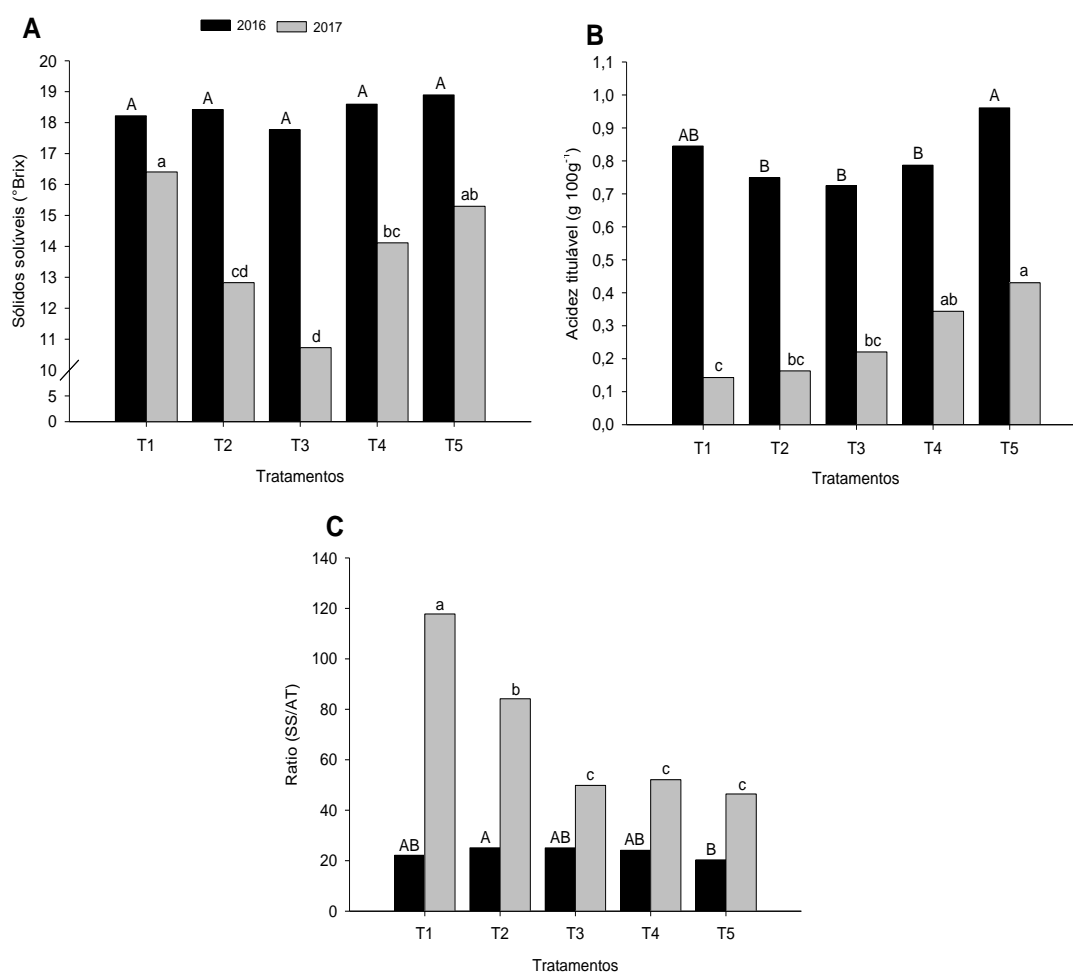 A
2016 2017
20
19
18
17
16
15
14
13
12
11
10
5
0
Sólidos solúveis (°Brix)
A A A A A
a cd d bc ab
T1 T2 T3 T4 T5
Tratamentos
B
1,1
1,0
0,9
0,8
0,7
0,6
0,5
0,4
0,3
0,2
0,1
0,0
Acidez titulável (g 100g⁻¹)
AB B B B A
c bc bc ab a
T1 T2 T3 T4 T5
Tratamentos
C
140
120
100
80
60
40
20
0
Ratio (SS/AT)
a b c c c
AB A AB AB B
T1 T2 T3 T4 T5
Tratamentos